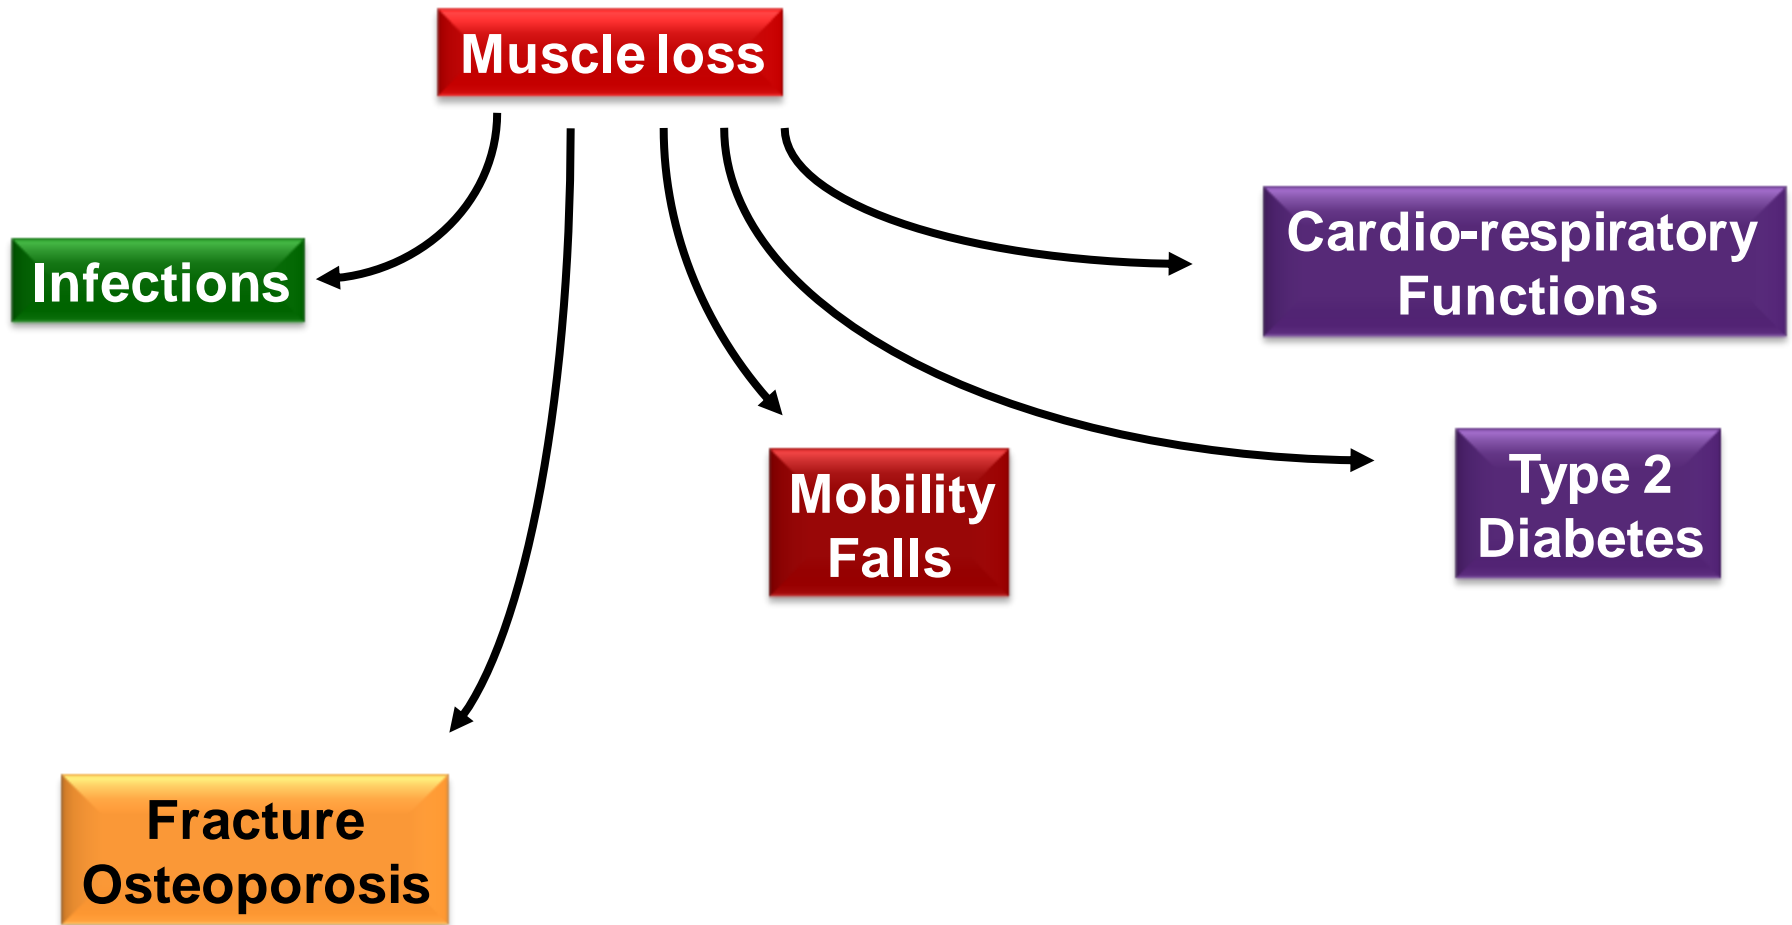 Muscle loss
Infections
Cardio-respiratory
Functions
Mobility
Falls
Type 2
Diabetes
Fracture
Osteoporosis